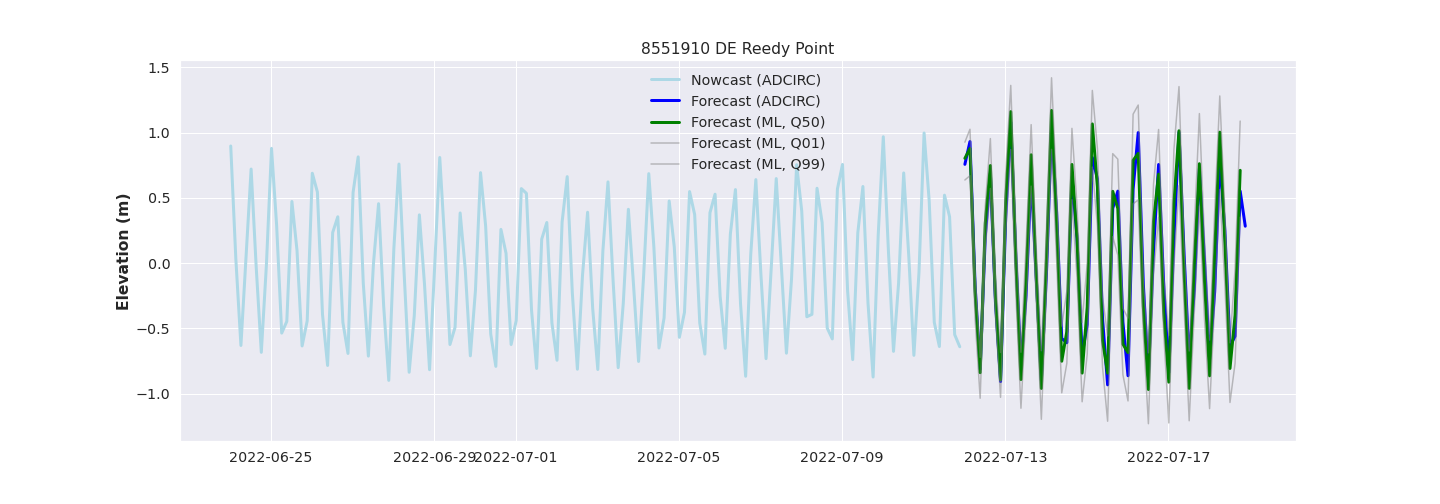 8551910 DE Reedy Point
Elevation (m)
1.5
1.0
0.5
0.0
−0.5
−1.0
Nowcast (ADCIRC)
Forecast (ADCIRC)
Forecast (ML, Q50)
Forecast (ML, Q01)
Forecast (ML, Q99)
2022-06-25 2022-06-29 2022-07-01 2022-07-05 2022-07-09 2022-07-13 2022-07-17